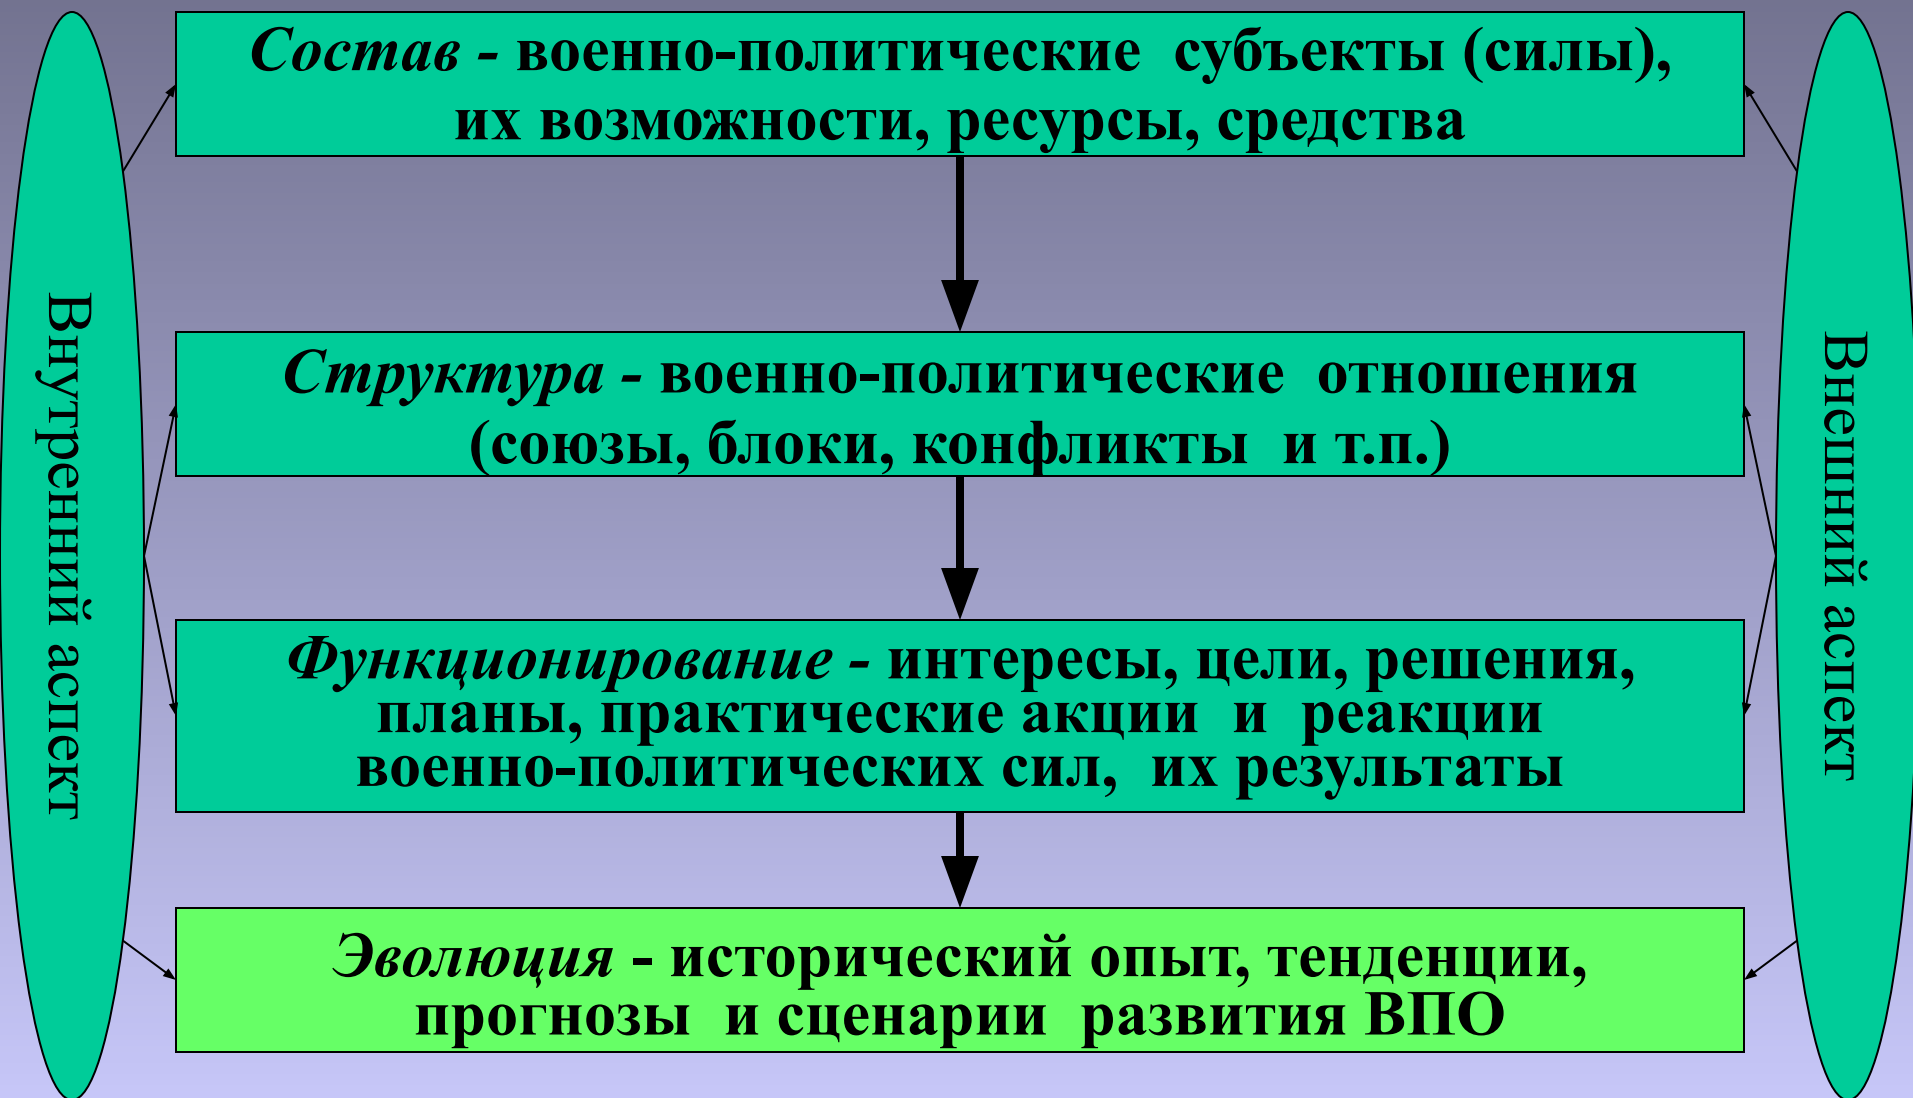 Состав - военно-политические субъекты (силы),
их возможности, ресурсы, средства
Внутренний аспект
Внешний аспект
Структура - военно-политические отношения
(союзы, блоки, конфликты и т.п.)
Функционирование - интересы, цели, решения,
планы, практические акции и реакции
военно-политических сил, их результаты
Эволюция - исторический опыт, тенденции,
прогнозы и сценарии развития ВПО